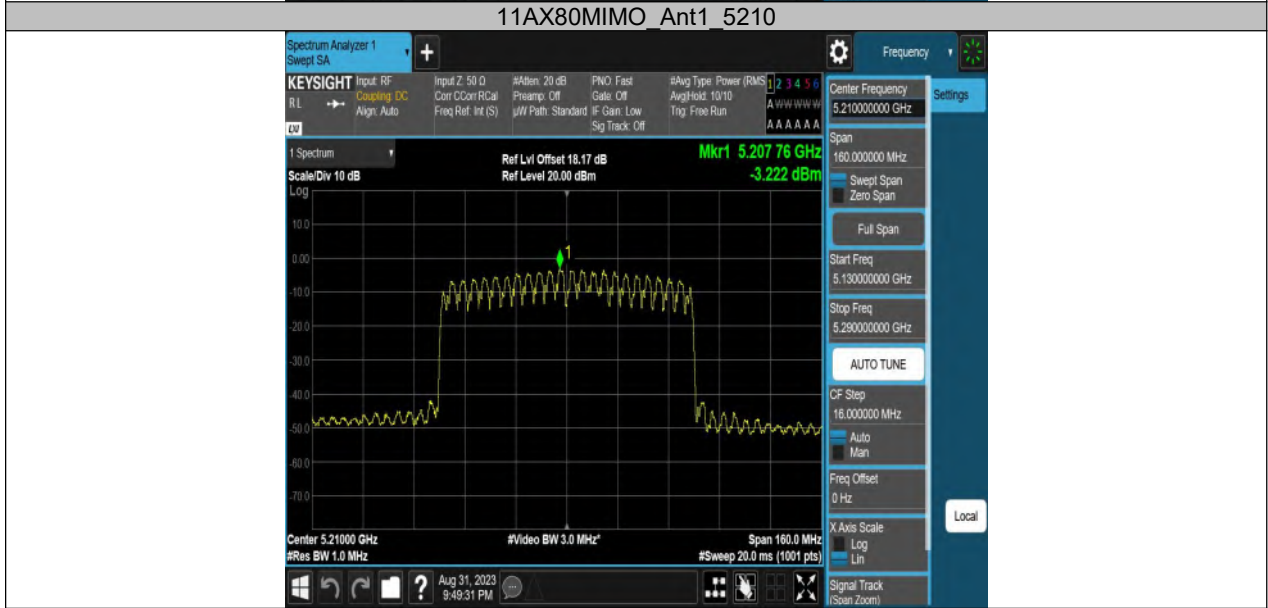 11AX80MIMO_Ant1_5210
Spectrum Analyzer 1
Swept SA
+
Frequency
KEYSIGHT
RL
LXI
Input: RF
Coupling: DC
Align: Auto
Input Z: 50 Ω
Corr CCorr RCal
Freq Ref: Int (S)
#Atten: 20 dB
Preamp: Off
µW Path: Standard
PNO: Fast
Gate: Off
IF Gain: Low
Sig Track: Off
#Avg Type: Power (RMS
Avg|Hold: 10/10
Trig: Free Run
1 2 3 4 5 6
A W W W W W
A A A A A A
Center Frequency
5.210000000 GHz
Settings
Span
160.000000 MHz
Swept Span
Zero Span
Full Span
Start Freq
5.130000000 GHz
Stop Freq
5.290000000 GHz
AUTO TUNE
CF Step
16.000000 MHz
Auto
Man
Freq Offset
0 Hz
X Axis Scale
Log
Lin
Local
Signal Track
(Span Zoom)
1 Spectrum
Scale/Div 10 dB
Ref Lvl Offset 18.17 dB
Ref Level 20.00 dBm
Mkr1 5.207 76 GHz
-3.222 dBm
Log
10.0
0.00
-10.0
-20.0
-30.0
-40.0
-50.0
-60.0
-70.0
1
Center 5.21000 GHz
#Res BW 1.0 MHz
#Video BW 3.0 MHz*
Span 160.0 MHz
#Sweep 20.0 ms (1001 pts)
?
Aug 31, 2023
9:49:31 PM